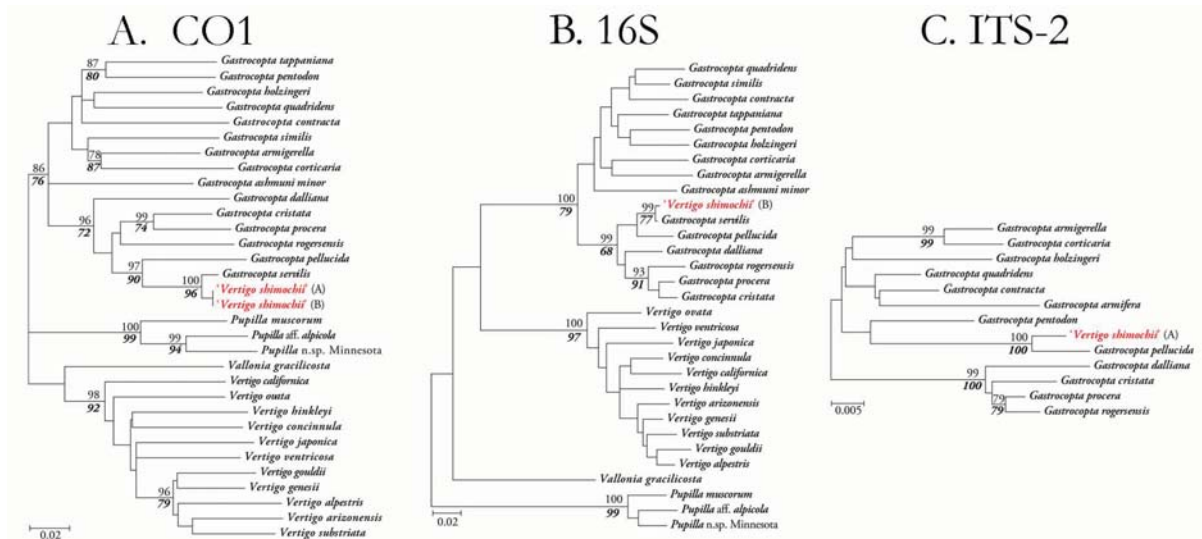 A. CO1
87
80
Gastrocopta tappaniana
Gastrocopta pentodon
Gastrocopta holzingeri
Gastrocopta quadridens
Gastrocopta contracta
Gastrocopta similis
78
87
Gastrocopta armigerella
Gastrocopta corticaria
86
76
Gastrocopta ashmuni minor
Gastrocopta dalliana
96
72
Gastrocopta cristata
99
74
Gastrocopta procera
Gastrocopta rogersensis
Gastrocopta pellucida
97
90
Gastrocopta servilis
100
96
'Vertigo shimochii' (A)
'Vertigo shimochii' (B)
Pupilla muscorum
100
99
Pupilla aff. alpicola
99
94
Pupilla n.sp. Minnesota
Vallonia gracilicosta
Vertigo californica
98
92
Vertigo ovata
Vertigo hinkleyi
Vertigo concinnula
Vertigo japonica
Vertigo ventricosa
Vertigo gouldii
Vertigo genesii
96
79
Vertigo alpestris
Vertigo arizonensis
Vertigo substriata
0.02
B. 16S
Gastrocopta quadridens
Gastrocopta similis
Gastrocopta contracta
Gastrocopta tappaniana
Gastrocopta pentodon
Gastrocopta holzingeri
Gastrocopta corticaria
Gastrocopta armigerella
Gastrocopta ashmuni minor
100
79
'Vertigo shimochii' (B)
99
77
Gastrocopta servilis
Gastrocopta pellucida
99
68
Gastrocopta dalliana
Gastrocopta rogersensis
93
91
Gastrocopta procera
Gastrocopta cristata
Vertigo ovata
100
97
Vertigo ventricosa
Vertigo japonica
Vertigo concinnula
Vertigo californica
Vertigo hinkleyi
Vertigo arizonensis
Vertigo genesii
Vertigo substriata
Vertigo gouldii
Vertigo alpestris
Vallonia gracilicosta
Pupilla muscorum
100
99
Pupilla aff. alpicola
Pupilla n.sp. Minnesota
0.02
C. ITS-2
Gastrocopta armigerella
99
99
Gastrocopta corticaria
Gastrocopta holzingeri
Gastrocopta quadridens
Gastrocopta contracta
Gastrocopta armifera
Gastrocopta pentodon
'Vertigo shimochii' (A)
100
100
Gastrocopta pellucida
Gastrocopta dalliana
99
100
Gastrocopta cristata
Gastrocopta procera
79
79
Gastrocopta rogersensis
0.005